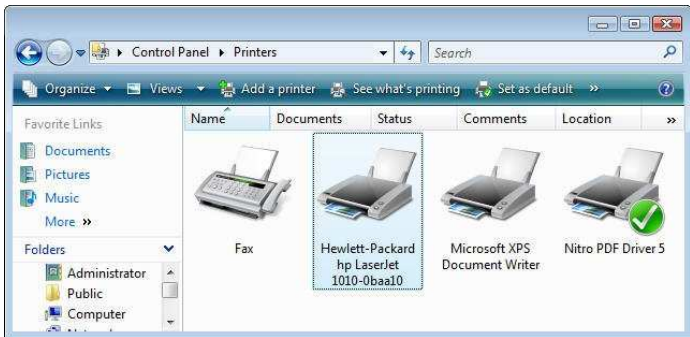 Control Panel Printers
Search
Organize Views Add a printer See what's printing Set as default »
Favorite Links
Documents
Pictures
Music
More »
Folders
Administrator
Public
Computer
Name Documents Status Comments Location »
Fax
Hewlett-Packard
hp LaserJet
1010-0baa10
Microsoft XPS
Document Writer
Nitro PDF Driver 5